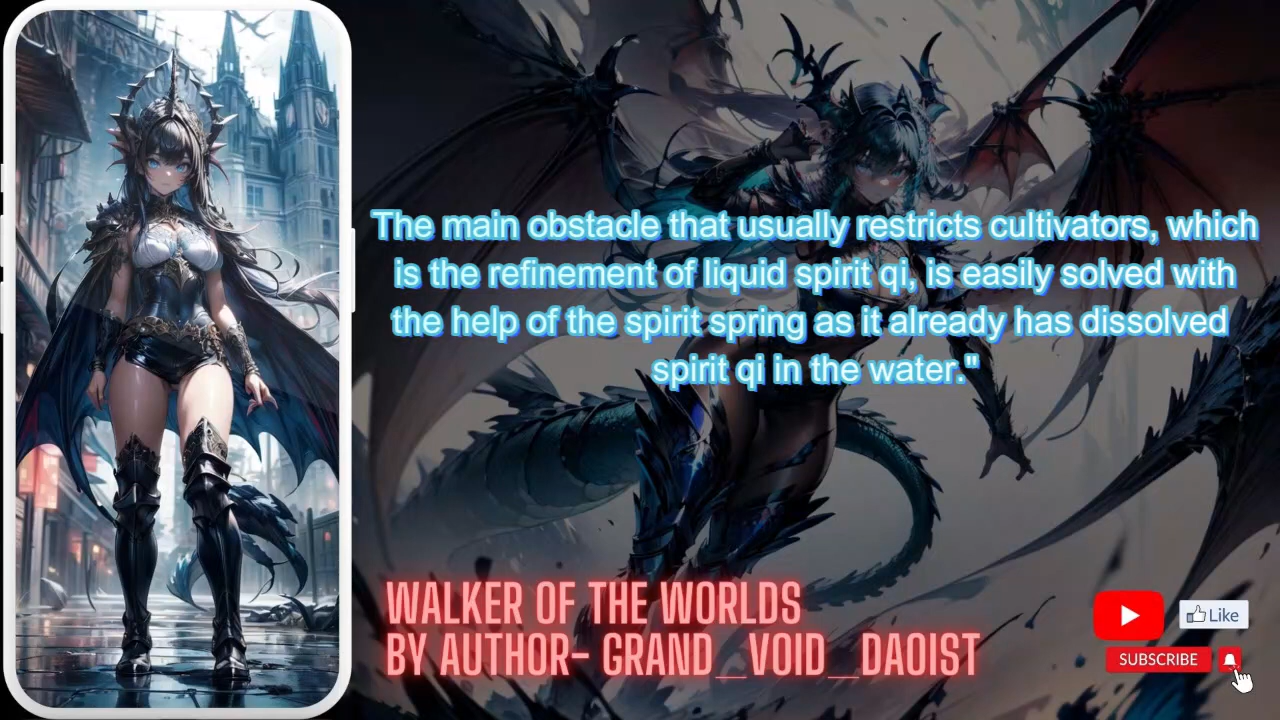 The main obstacle that usually restricts cultivators, which
is the refinement of liquid spirit qi, is easily solved with
the help of the spirit spring as it already has dissolved
spirit qi in the water."
WALKER OF THE WORLDS
BY AUTHOR- GRAND_VOID_DAOIST
Like
SUBSCRIBE